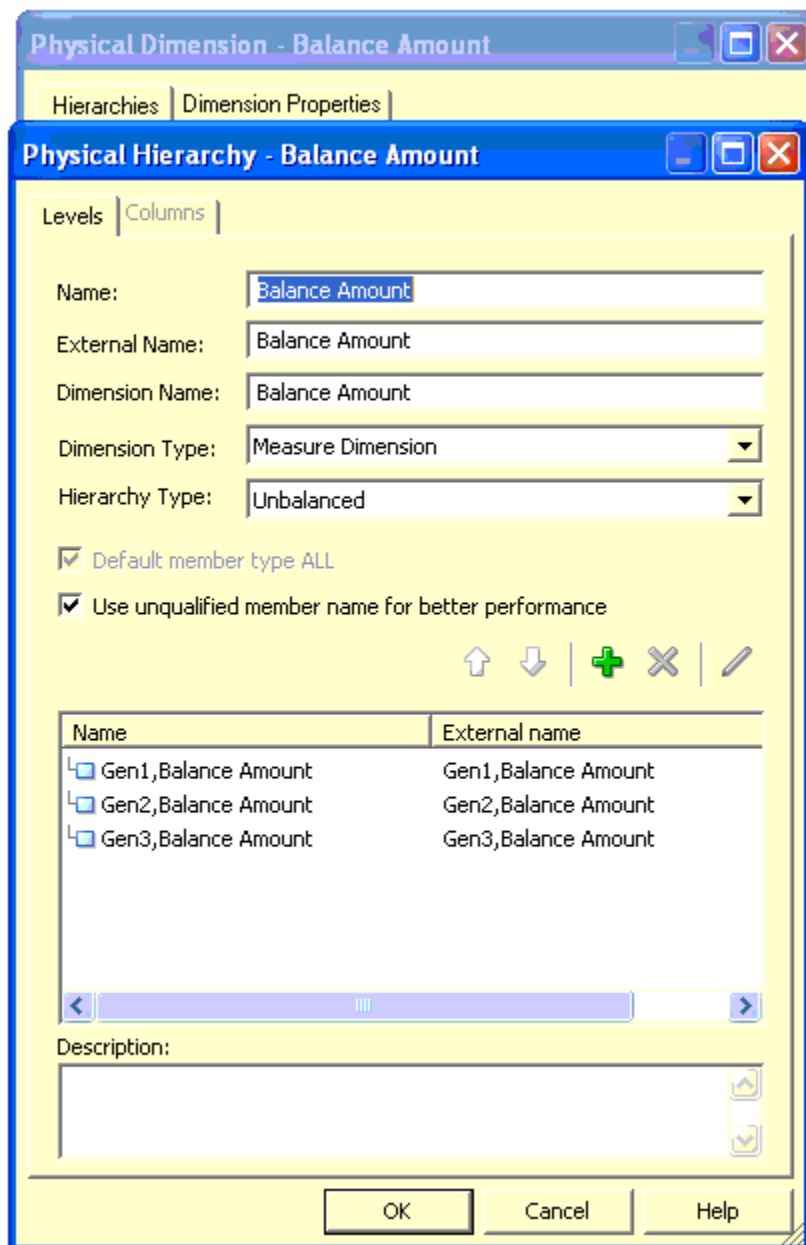 Physical Dimension - Balance Amount
Hierarchies Dimension Properties
Physical Hierarchy - Balance Amount
Levels Columns
Name: Balance Amount
External Name: Balance Amount
Dimension Name: Balance Amount
Dimension Type: Measure Dimension
Hierarchy Type: Unbalanced
Default member type ALL
Use unqualified member name for better performance
Name External name
Gen1,Balance Amount Gen1,Balance Amount
Gen2,Balance Amount Gen2,Balance Amount
Gen3,Balance Amount Gen3,Balance Amount
Description:
OK Cancel Help